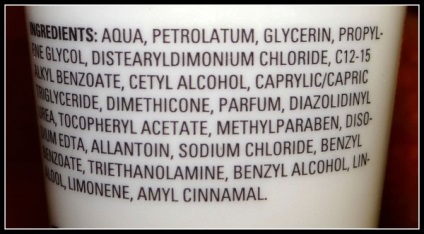 INGREDIENTS: AQUA, PETROLATUM, GLYCERIN, PROPYL-
ENE GLYCOL, DISTEARYLDIMONIUM CHLORIDE, C12-15
ALKYL BENZOATE, CETYL ALCOHOL, CAPRYLIC/CAPRIC
TRIGLYCERIDE, DIMETHICONE, PARFUM, DIAZOLIDINYL
UREA, TOCOPHERYL ACETATE, METHYLPARABEN, DISO-
DIUM EDTA, ALLANTOIN, SODIUM CHLORIDE, BENZYL
BENZOATE, TRIETHANOLAMINE, BENZYL ALCOHOL, LIN-
ALOOL, LIMONENE, AMYL CINNAMAL.